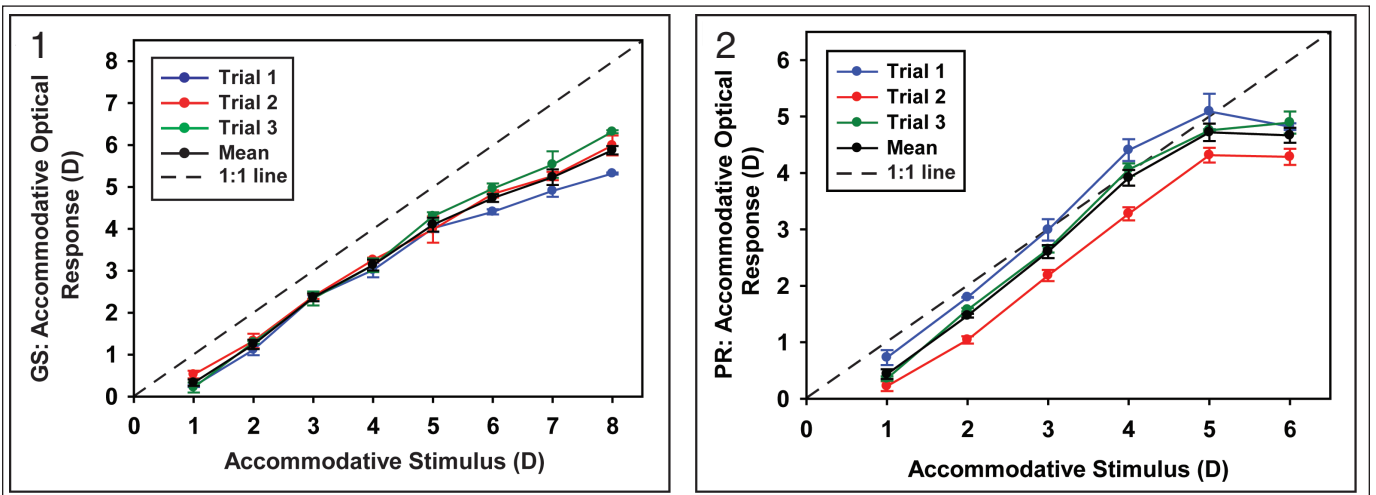 1
GS: Accommodative Optical
Response (D)
8
7
6
5
4
3
2
1
0
Trial 1
Trial 2
Trial 3
Mean
1:1 line
0 1 2 3 4 5 6 7 8
Accommodative Stimulus (D)
2
PR: Accommodative Optical
Response (D)
6
5
4
3
2
1
0
Trial 1
Trial 2
Trial 3
Mean
1:1 line
0 1 2 3 4 5 6
Accommodative Stimulus (D)